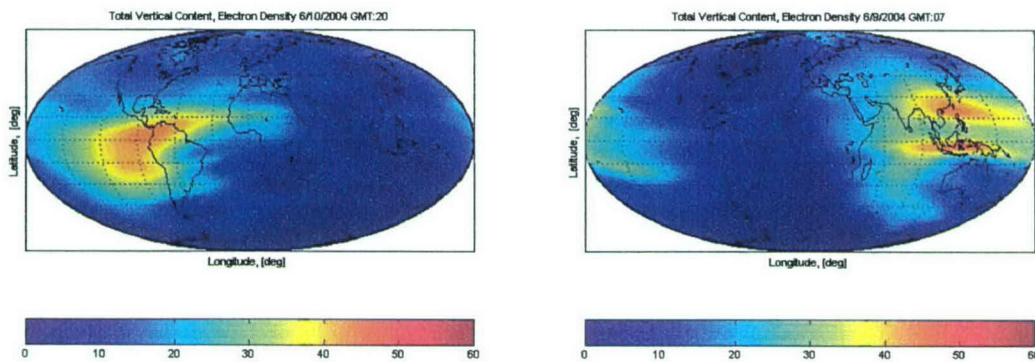 Total Vertical Content, Electron Density 6/10/2004 GMT:20
Latitude, [deg]
Longitude, [deg]
0 10 20 30 40 50 60
Total Vertical Content, Electron Density 6/9/2004 GMT:07
Latitude, [deg]
Longitude, [deg]
0 10 20 30 40 50 60